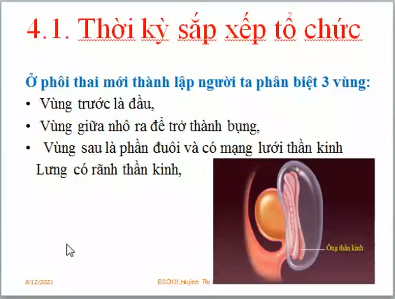 4.1. Thời kỳ sắp xếp tổ chức
Ở phôi thai mới thành lập người ta phân biệt 3 vùng:
• Vùng trước là đầu,
• Vùng giữa nhô ra để trở thành bụng,
• Vùng sau là phần đuôi và có mạng lưới thần kinh
Lưng có rãnh thần kinh,
Ống thần kinh
8/12/2021
BSCKII.Huỳnh Thị